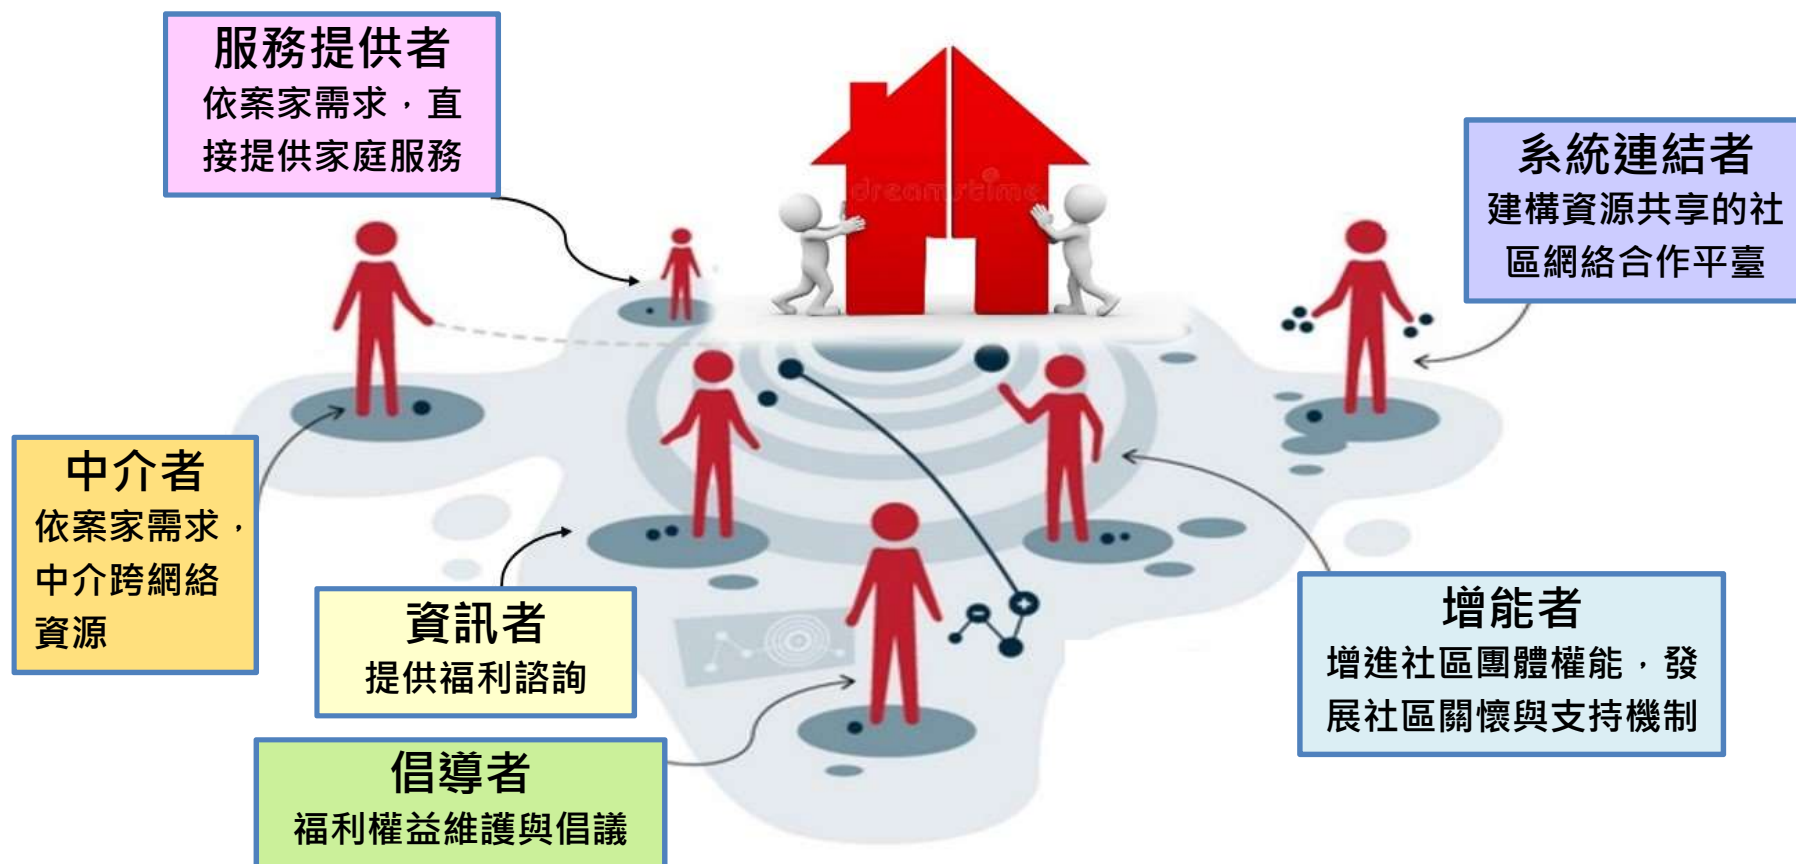 服務提供者
依案家需求，直
接提供家庭服務
dreamstime
系統連結者
建構資源共享的社
區網絡合作平臺
中介者
依案家需求，
中介跨網絡
資源
資訊者
提供福利諮詢
增能者
增進社區團體權能，發
展社區關懷與支持機制
倡導者
福利權益維護與倡議